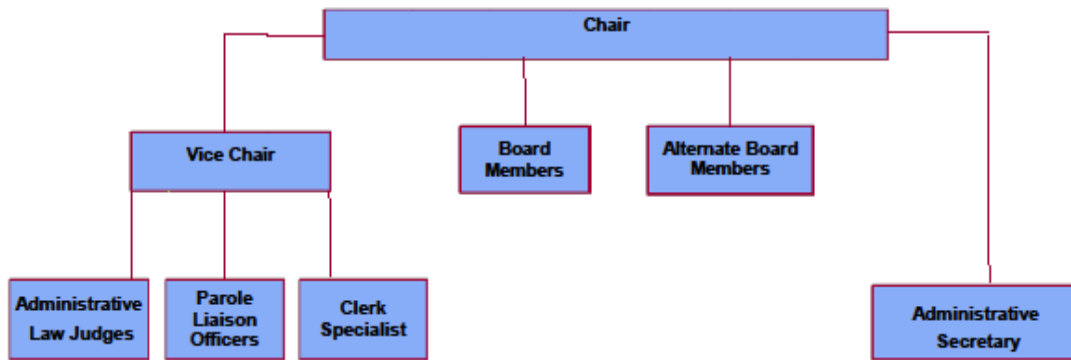 Chair
Vice Chair
Board
Members
Alternate Board
Members
Administrative
Law Judges
Parole
Liaison
Officers
Clerk
Specialist
Administrative
Secretary